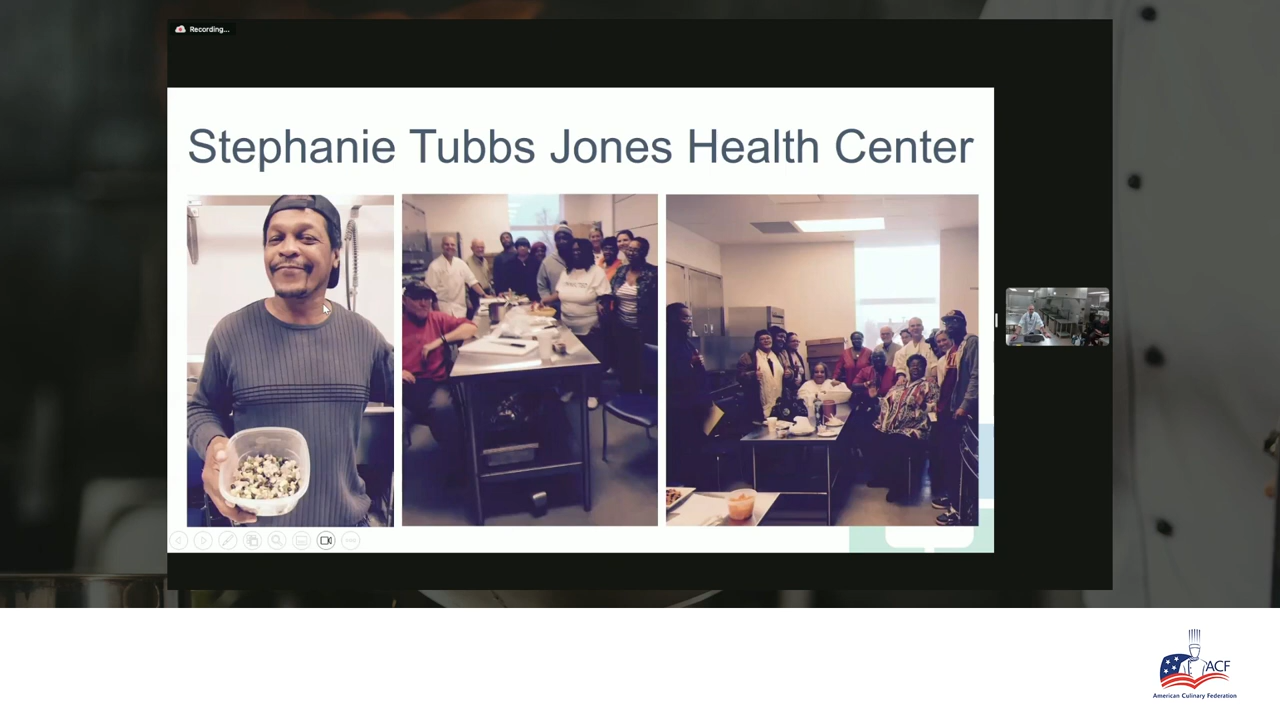 Recording...
Stephanie Tubbs Jones Health Center
ACF
American Culinary Federation